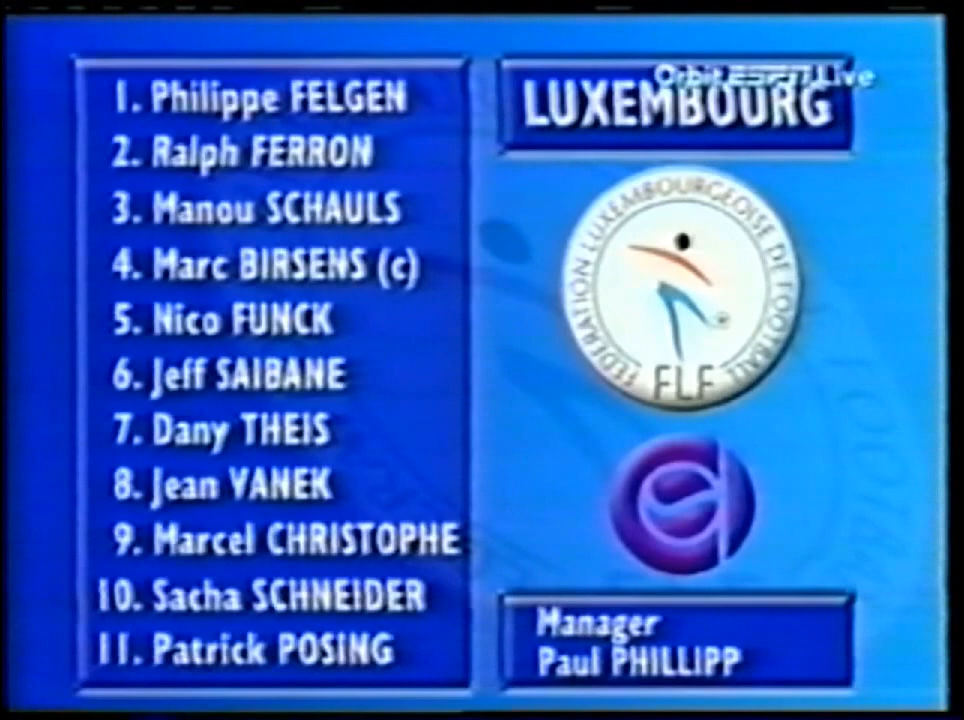 Orbit ESPN Live
1. Philippe FELGEN
2. Ralph FERRON
3. Manou SCHAULS
4. Marc BIRSENS (c)
5. Nico FUNCK
6. Jeff SAIBANE
7. Dany THEIS
8. Jean VANEK
9. Marcel CHRISTOPHE
10. Sacha SCHNEIDER
11. Patrick POSING
LUXEMBOURG
FEDERATION LUXEMBOURGEOISE DE FOOTBALL
FLF
Manager
Paul PHILLIPP